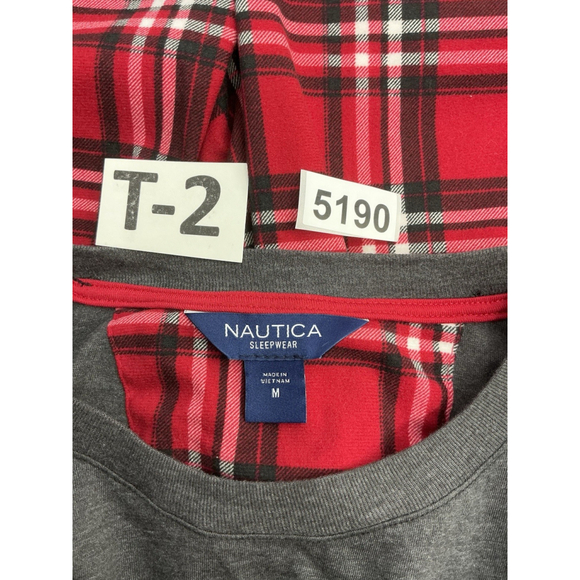 T-2
5190
NAUTICA
SLEEPWEAR
MADE IN
VIETNAM
M